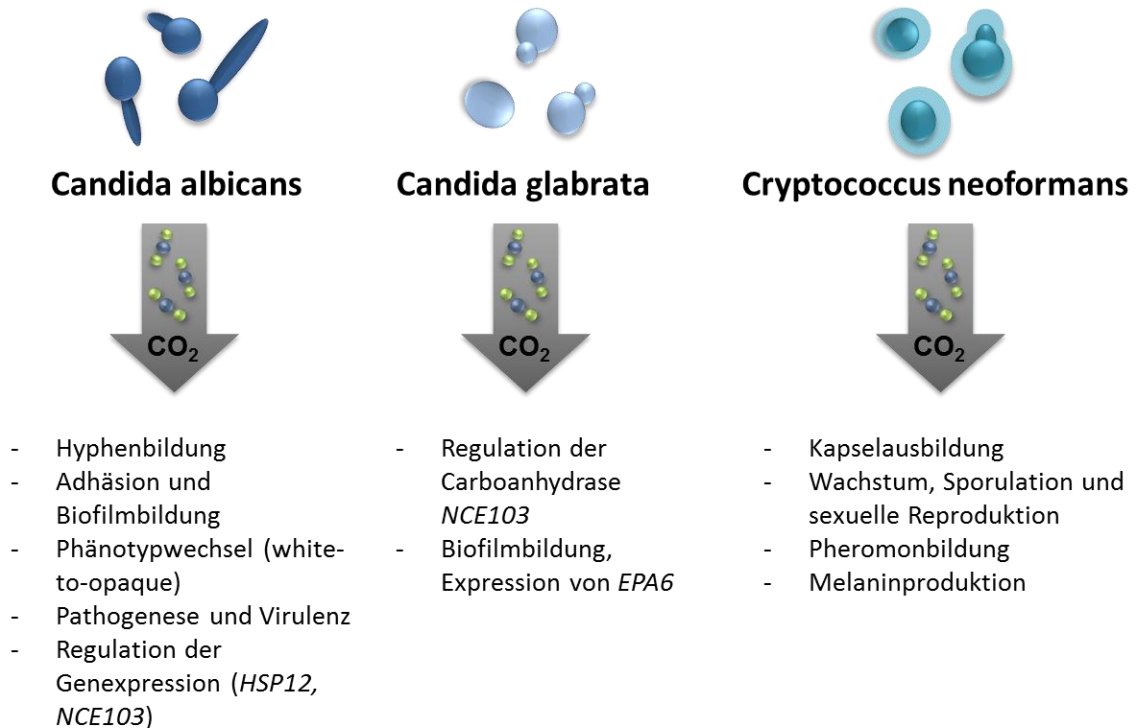 Candida albicans
Candida glabrata
Cryptococcus neoformans
CO₂
CO₂
CO₂
- Hyphenbildung
- Adhäsion und
Biofilmbildung
- Phänotypwechsel (white-
to-opaque)
- Pathogenese und Virulenz
- Regulation der
Genexpression (HSP12,
NCE103)
- Regulation der
Carboanhydrase
NCE103
- Biofilmbildung,
Expression von EPA6
- Kapselausbildung
- Wachstum, Sporulation und
sexuelle Reproduktion
- Pheromonbildung
- Melaninproduktion